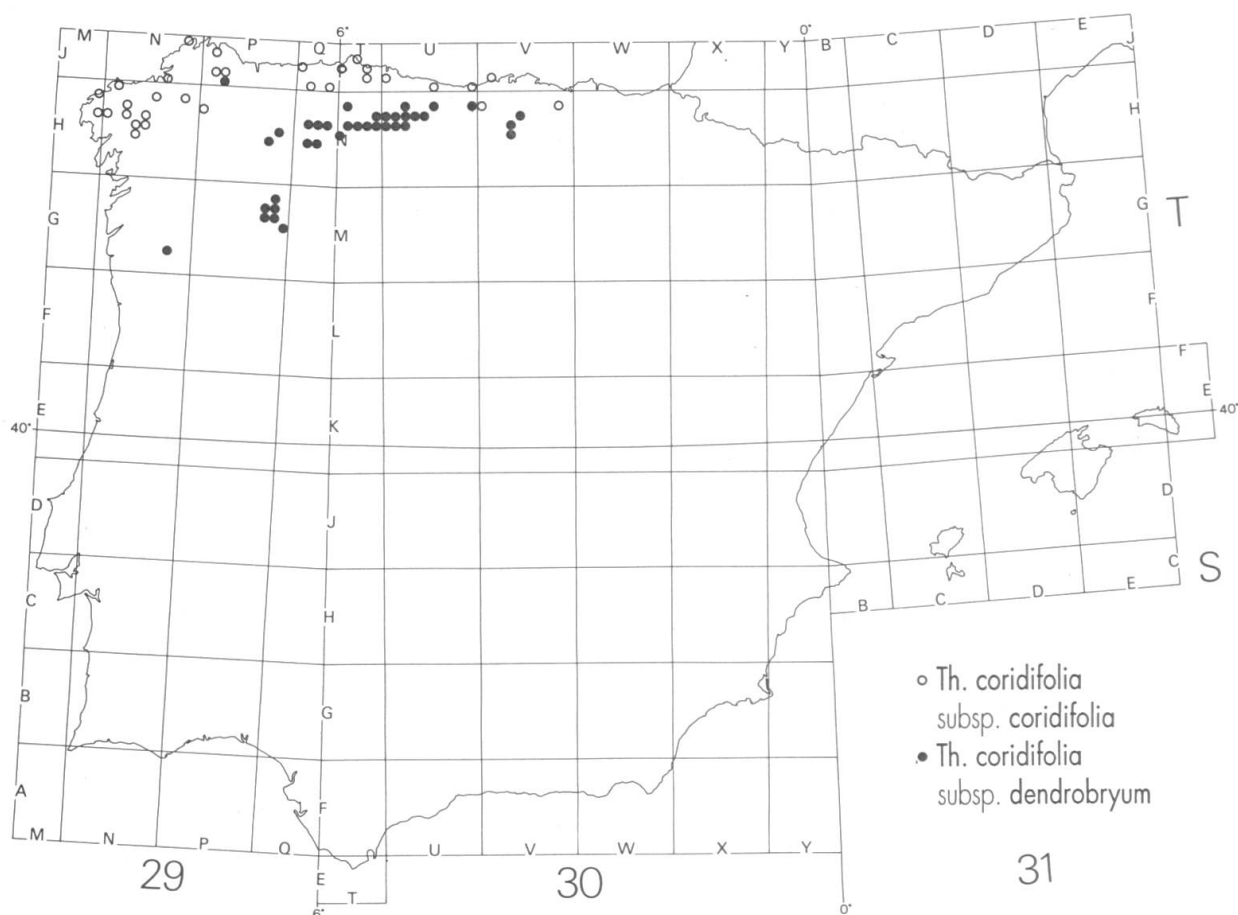 6° 0°
M N P Q T U V W X Y B C D E
J J
H H
N
G M G T
F L F
F
E E
40° K 40°
D J D
C H B C D E C S
B G
A F
M N P Q E U V W X Y
T
6° 0°
29 30 31
Th. coridifolia
subsp. coridifolia
Th. coridifolia
subsp. dendrobryum